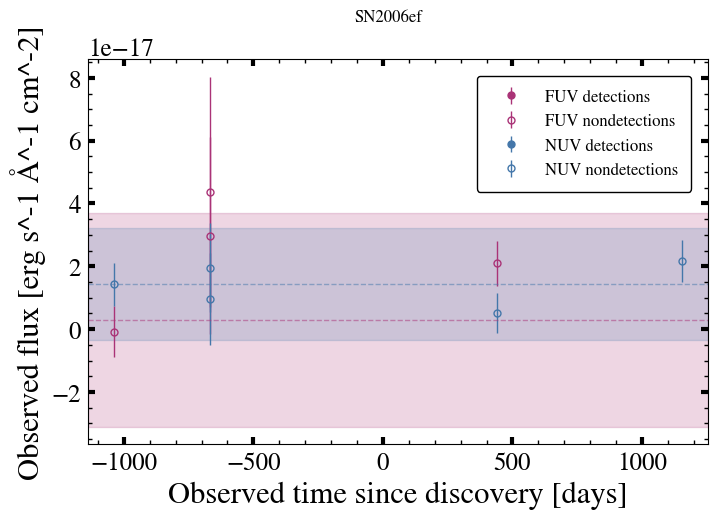 SN2006ef
1e−17
8
6
4
2
0
−2
Observed flux [erg s^-1 Å^-1 cm^-2]
FUV detections
FUV nondetections
NUV detections
NUV nondetections
−1000 −500 0 500 1000
Observed time since discovery [days]